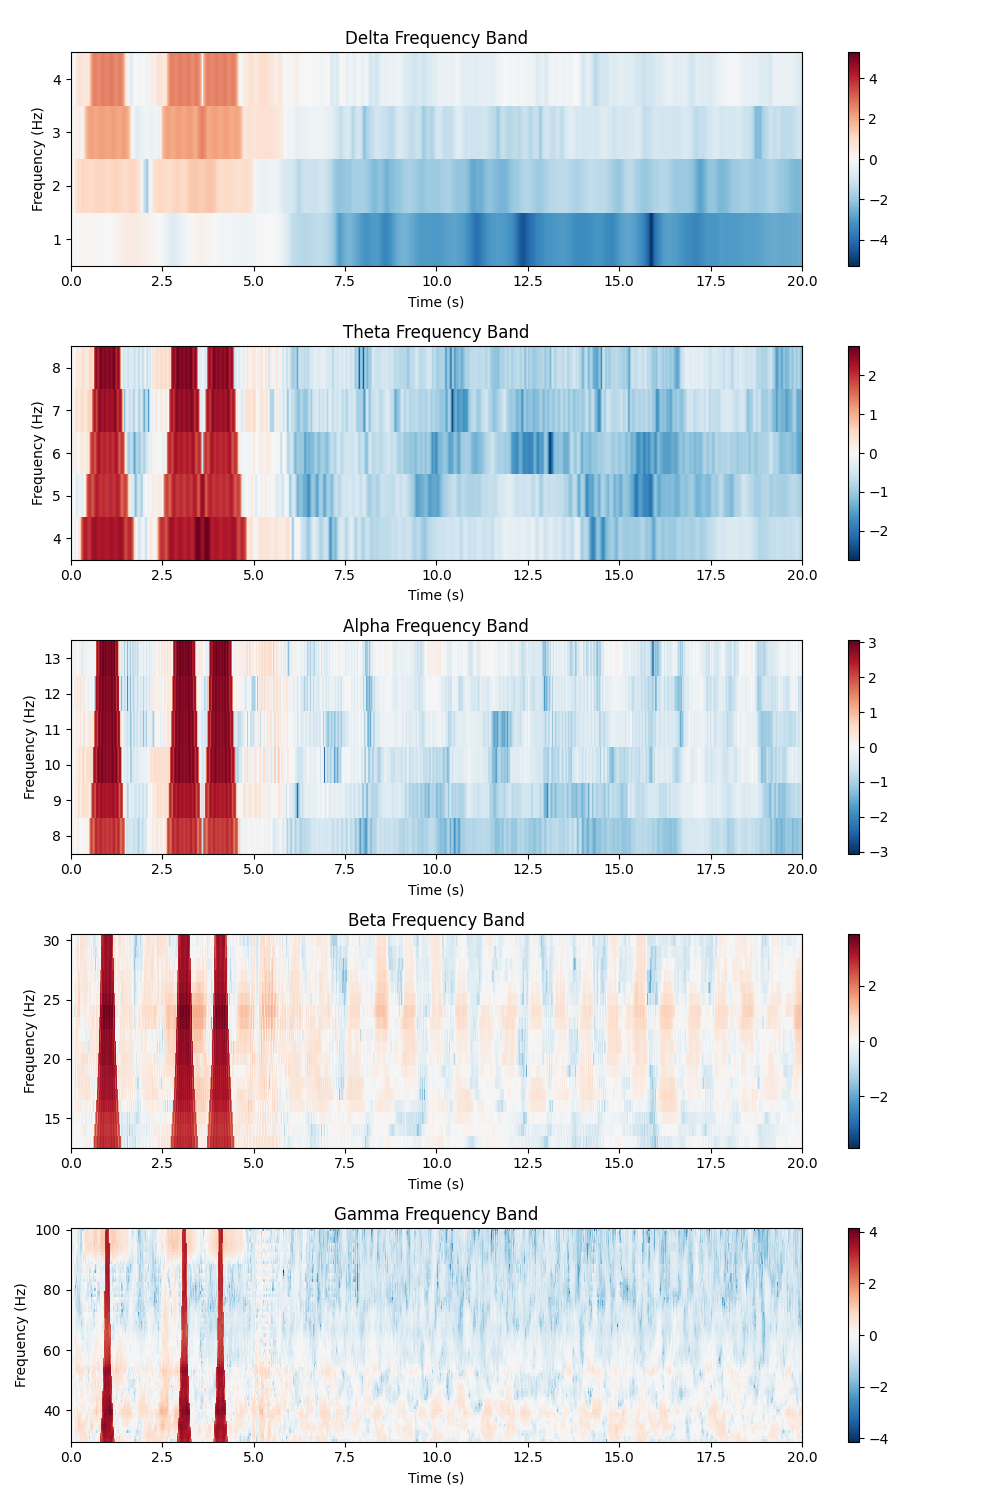 Delta Frequency Band
Frequency (Hz)
4
3
2
1
0.0 2.5 5.0 7.5 10.0 12.5 15.0 17.5 20.0
Time (s)
4
2
0
−2
−4
Theta Frequency Band
Frequency (Hz)
8
7
6
5
4
0.0 2.5 5.0 7.5 10.0 12.5 15.0 17.5 20.0
Time (s)
2
1
0
−1
−2
Alpha Frequency Band
Frequency (Hz)
13
12
11
10
9
8
0.0 2.5 5.0 7.5 10.0 12.5 15.0 17.5 20.0
Time (s)
3
2
1
0
−1
−2
−3
Beta Frequency Band
Frequency (Hz)
30
25
20
15
0.0 2.5 5.0 7.5 10.0 12.5 15.0 17.5 20.0
Time (s)
2
0
−2
Gamma Frequency Band
Frequency (Hz)
100
80
60
40
0.0 2.5 5.0 7.5 10.0 12.5 15.0 17.5 20.0
Time (s)
4
2
0
−2
−4